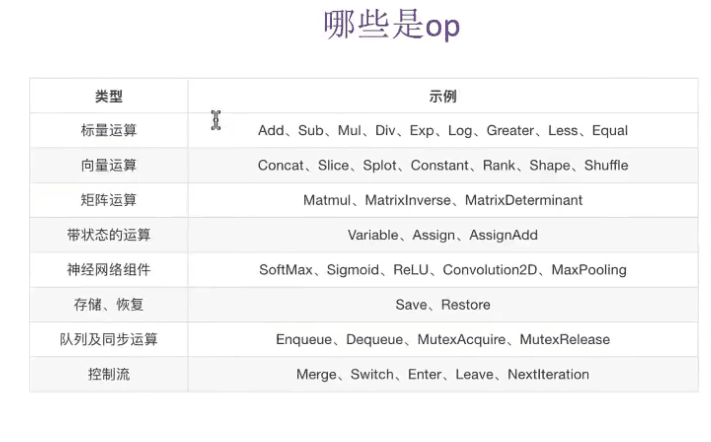 哪些是op
类型 示例
标量运算 Add、Sub、Mul、Div、Exp、Log、Greater、Less、Equal
向量运算 Concat、Slice、Splot、Constant、Rank、Shape、Shuffle
矩阵运算 Matmul、MatrixInverse、MatrixDeterminant
带状态的运算 Variable、Assign、AssignAdd
神经网络组件 SoftMax、Sigmoid、ReLU、Convolution2D、MaxPooling
存储、恢复 Save、Restore
队列及同步运算 Enqueue、Dequeue、MutexAcquire、MutexRelease
控制流 Merge、Switch、Enter、Leave、NextIteration